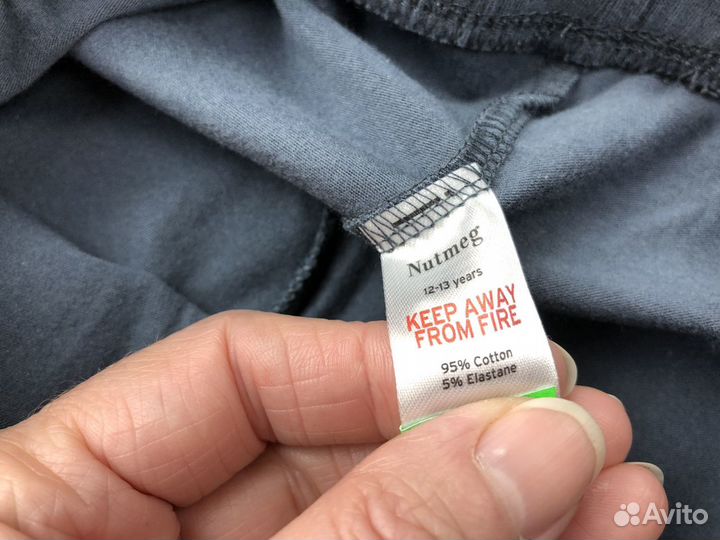 Nutmeg
12-13 years
KEEP AWAY
FROM FIRE
95% Cotton
5% Elastane
Avito